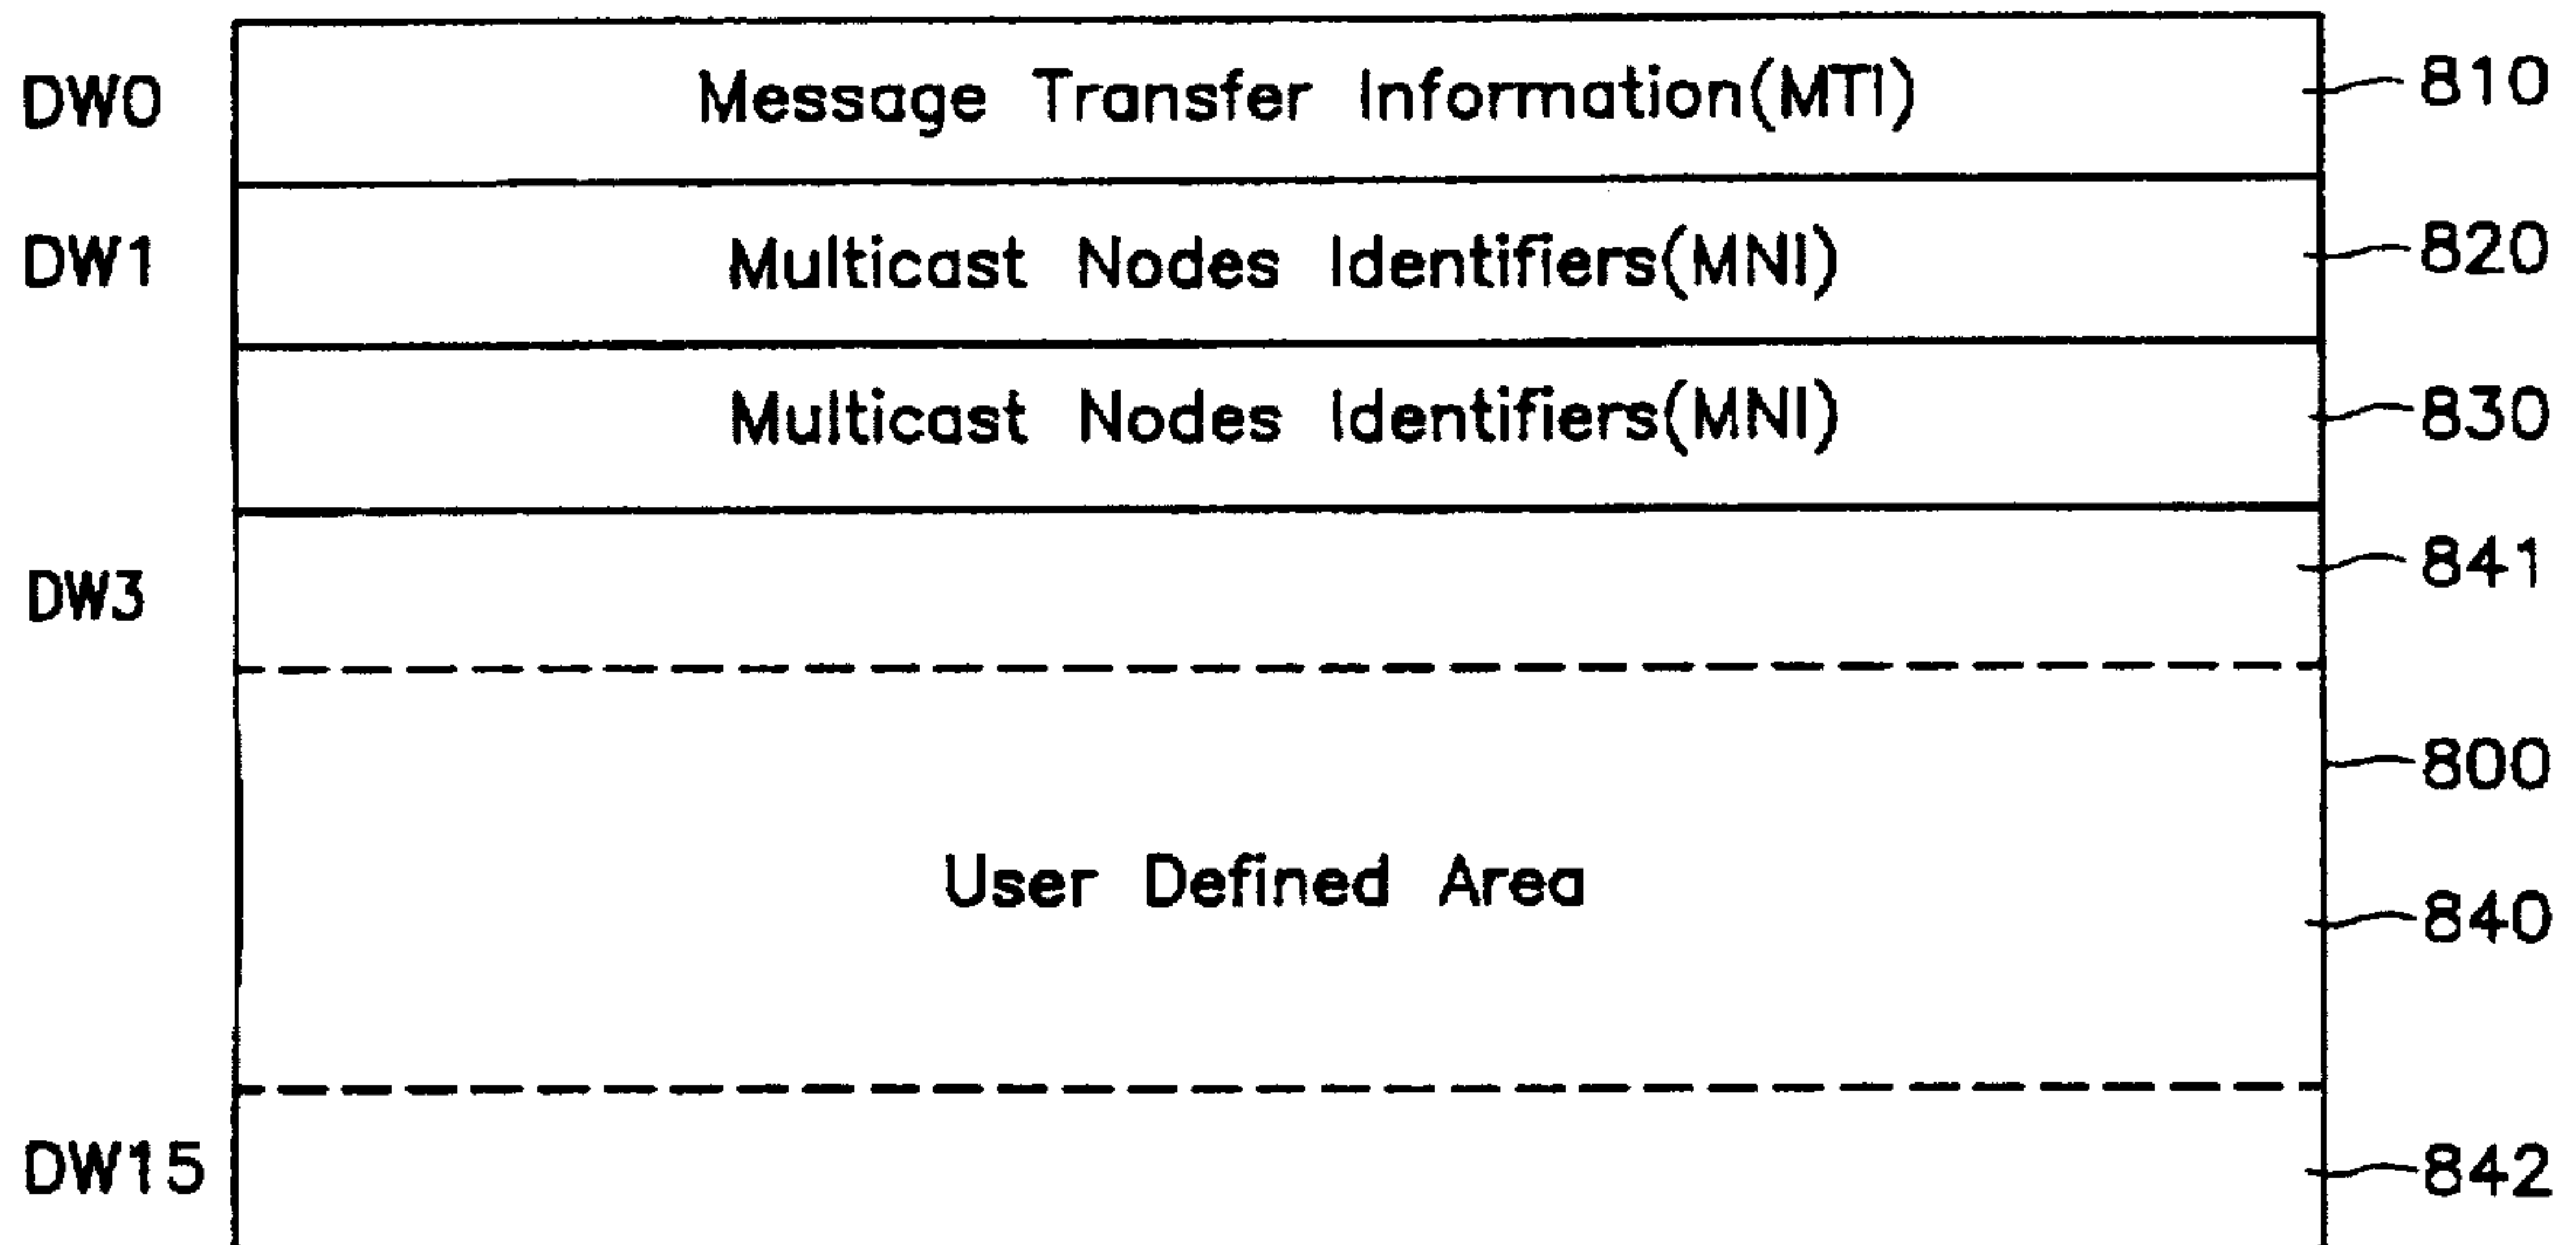 DW0 Message Transfer Information(MTI) 810
DW1 Multicast Nodes Identifiers(MNI) 820
Multicast Nodes Identifiers(MNI) 830
DW3 841
800
User Defined Area 840
DW15 842